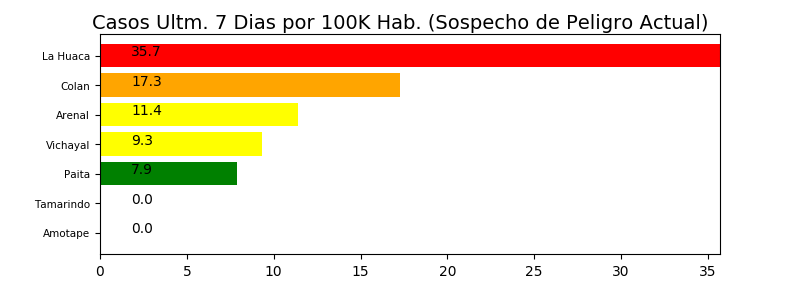 Casos Ultm. 7 Dias por 100K Hab. (Sospecho de Peligro Actual)
La Huaca 35.7
Colan 17.3
Arenal 11.4
Vichayal 9.3
Paita 7.9
Tamarindo 0.0
Amotape 0.0
0 5 10 15 20 25 30 35